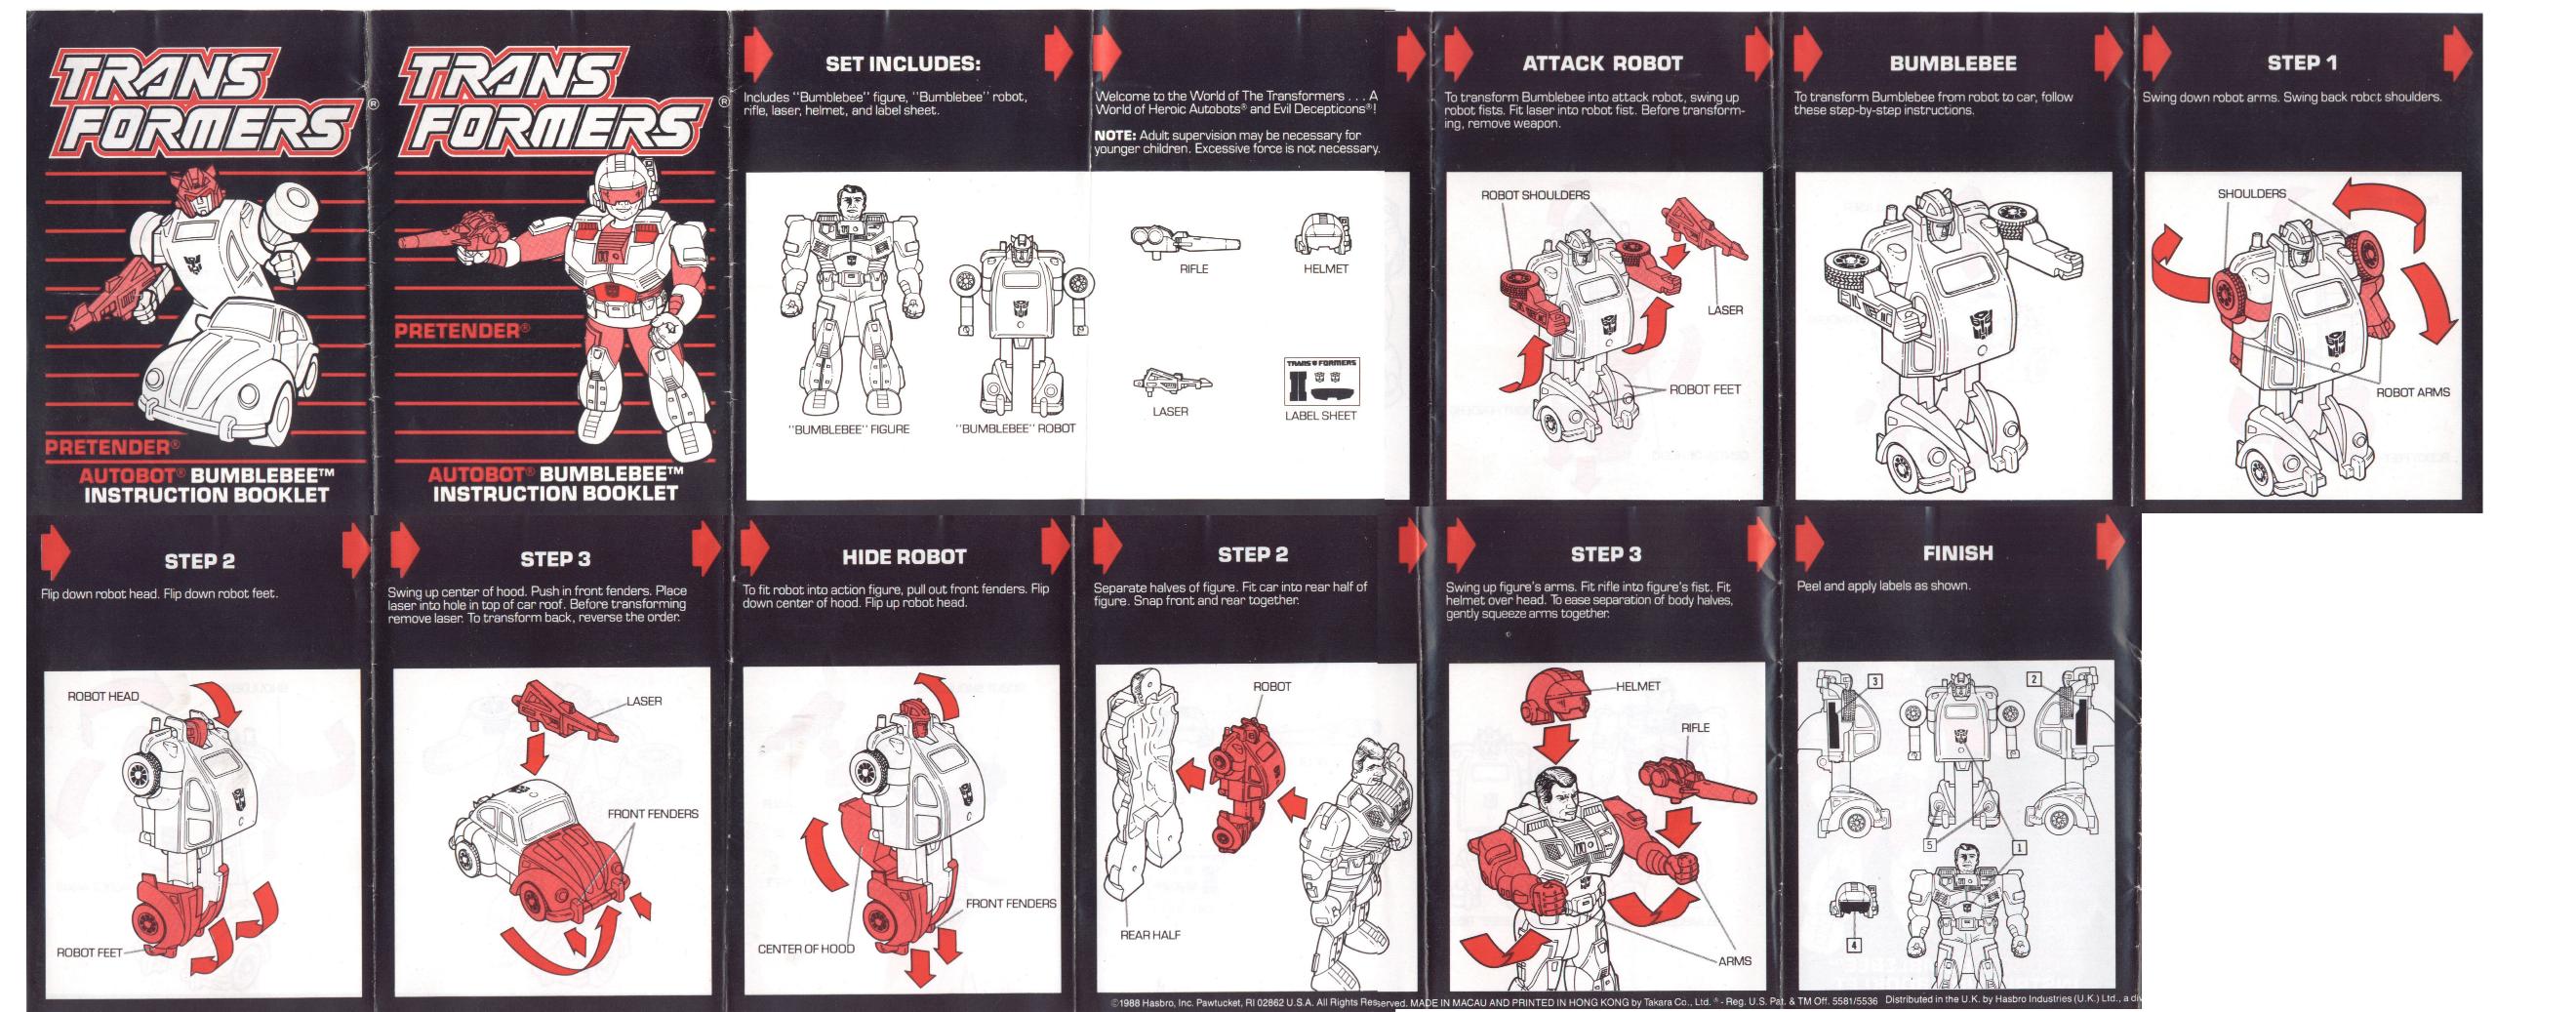 TRANS
FORMERS®
PRETENDER®
AUTOBOT® BUMBLEBEE™
INSTRUCTION BOOKLET
TRANS
FORMERS®
PRETENDER®
AUTOBOT® BUMBLEBEE™
INSTRUCTION BOOKLET
SET INCLUDES:
Includes "Bumblebee" figure, "Bumblebee" robot,
rifle, laser, helmet, and label sheet.
"BUMBLEBEE" FIGURE
"BUMBLEBEE" ROBOT
Welcome to the World of The Transformers . . . A
World of Heroic Autobots® and Evil Decepticons®!
NOTE: Adult supervision may be necessary for
younger children. Excessive force is not necessary.
RIFLE
HELMET
LASER
TRANSFORMERS
LABEL SHEET
ATTACK ROBOT
To transform Bumblebee into attack robot, swing up
robot fists. Fit laser into robot fist. Before transform-
ing, remove weapon.
ROBOT SHOULDERS
LASER
ROBOT FEET
BUMBLEBEE
To transform Bumblebee from robot to car, follow
these step-by-step instructions.
STEP 1
Swing down robot arms. Swing back robot shoulders.
SHOULDERS
ROBOT ARMS
STEP 2
Flip down robot head. Flip down robot feet.
ROBOT HEAD
ROBOT FEET
STEP 3
Swing up center of hood. Push in front fenders. Place
laser into hole in top of car roof. Before transforming
remove laser. To transform back, reverse the order.
LASER
FRONT FENDERS
HIDE ROBOT
To fit robot into action figure, pull out front fenders. Flip
down center of hood. Flip up robot head.
FRONT FENDERS
CENTER OF HOOD
STEP 2
Separate halves of figure. Fit car into rear half of
figure. Snap front and rear together.
ROBOT
REAR HALF
STEP 3
Swing up figure's arms. Fit rifle into figure's fist. Fit
helmet over head. To ease separation of body halves,
gently squeeze arms together.
HELMET
RIFLE
ARMS
FINISH
Peel and apply labels as shown.
3
2
5
1
4
©1988 Hasbro, Inc. Pawtucket, RI 02862 U.S.A. All Rights Reserved. MADE IN MACAU AND PRINTED IN HONG KONG by Takara Co., Ltd. ® - Reg. U.S. Pat. & TM Off. 5581/5536 Distributed in the U.K. by Hasbro Industries (U.K.) Ltd., a